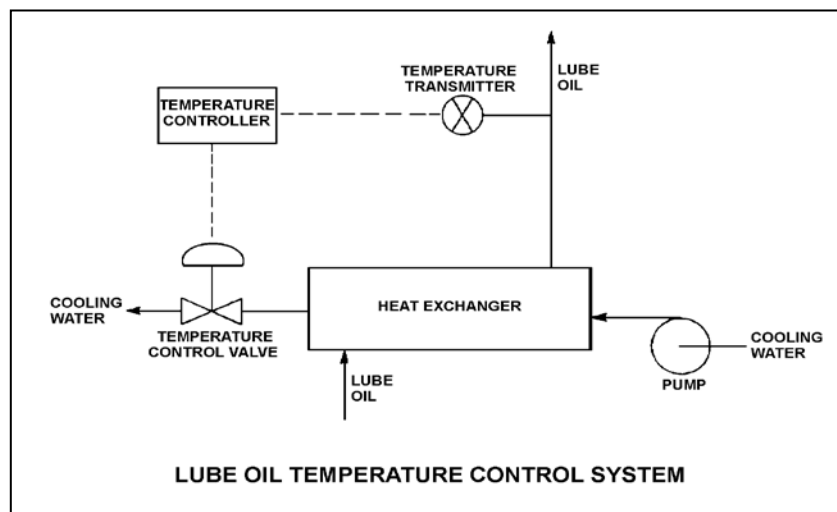 TEMPERATURE
TRANSMITTER
LUBE
OIL
TEMPERATURE
CONTROLLER
COOLING
WATER
TEMPERATURE
CONTROL VALVE
HEAT EXCHANGER
COOLING
WATER
PUMP
LUBE
OIL
LUBE OIL TEMPERATURE CONTROL SYSTEM